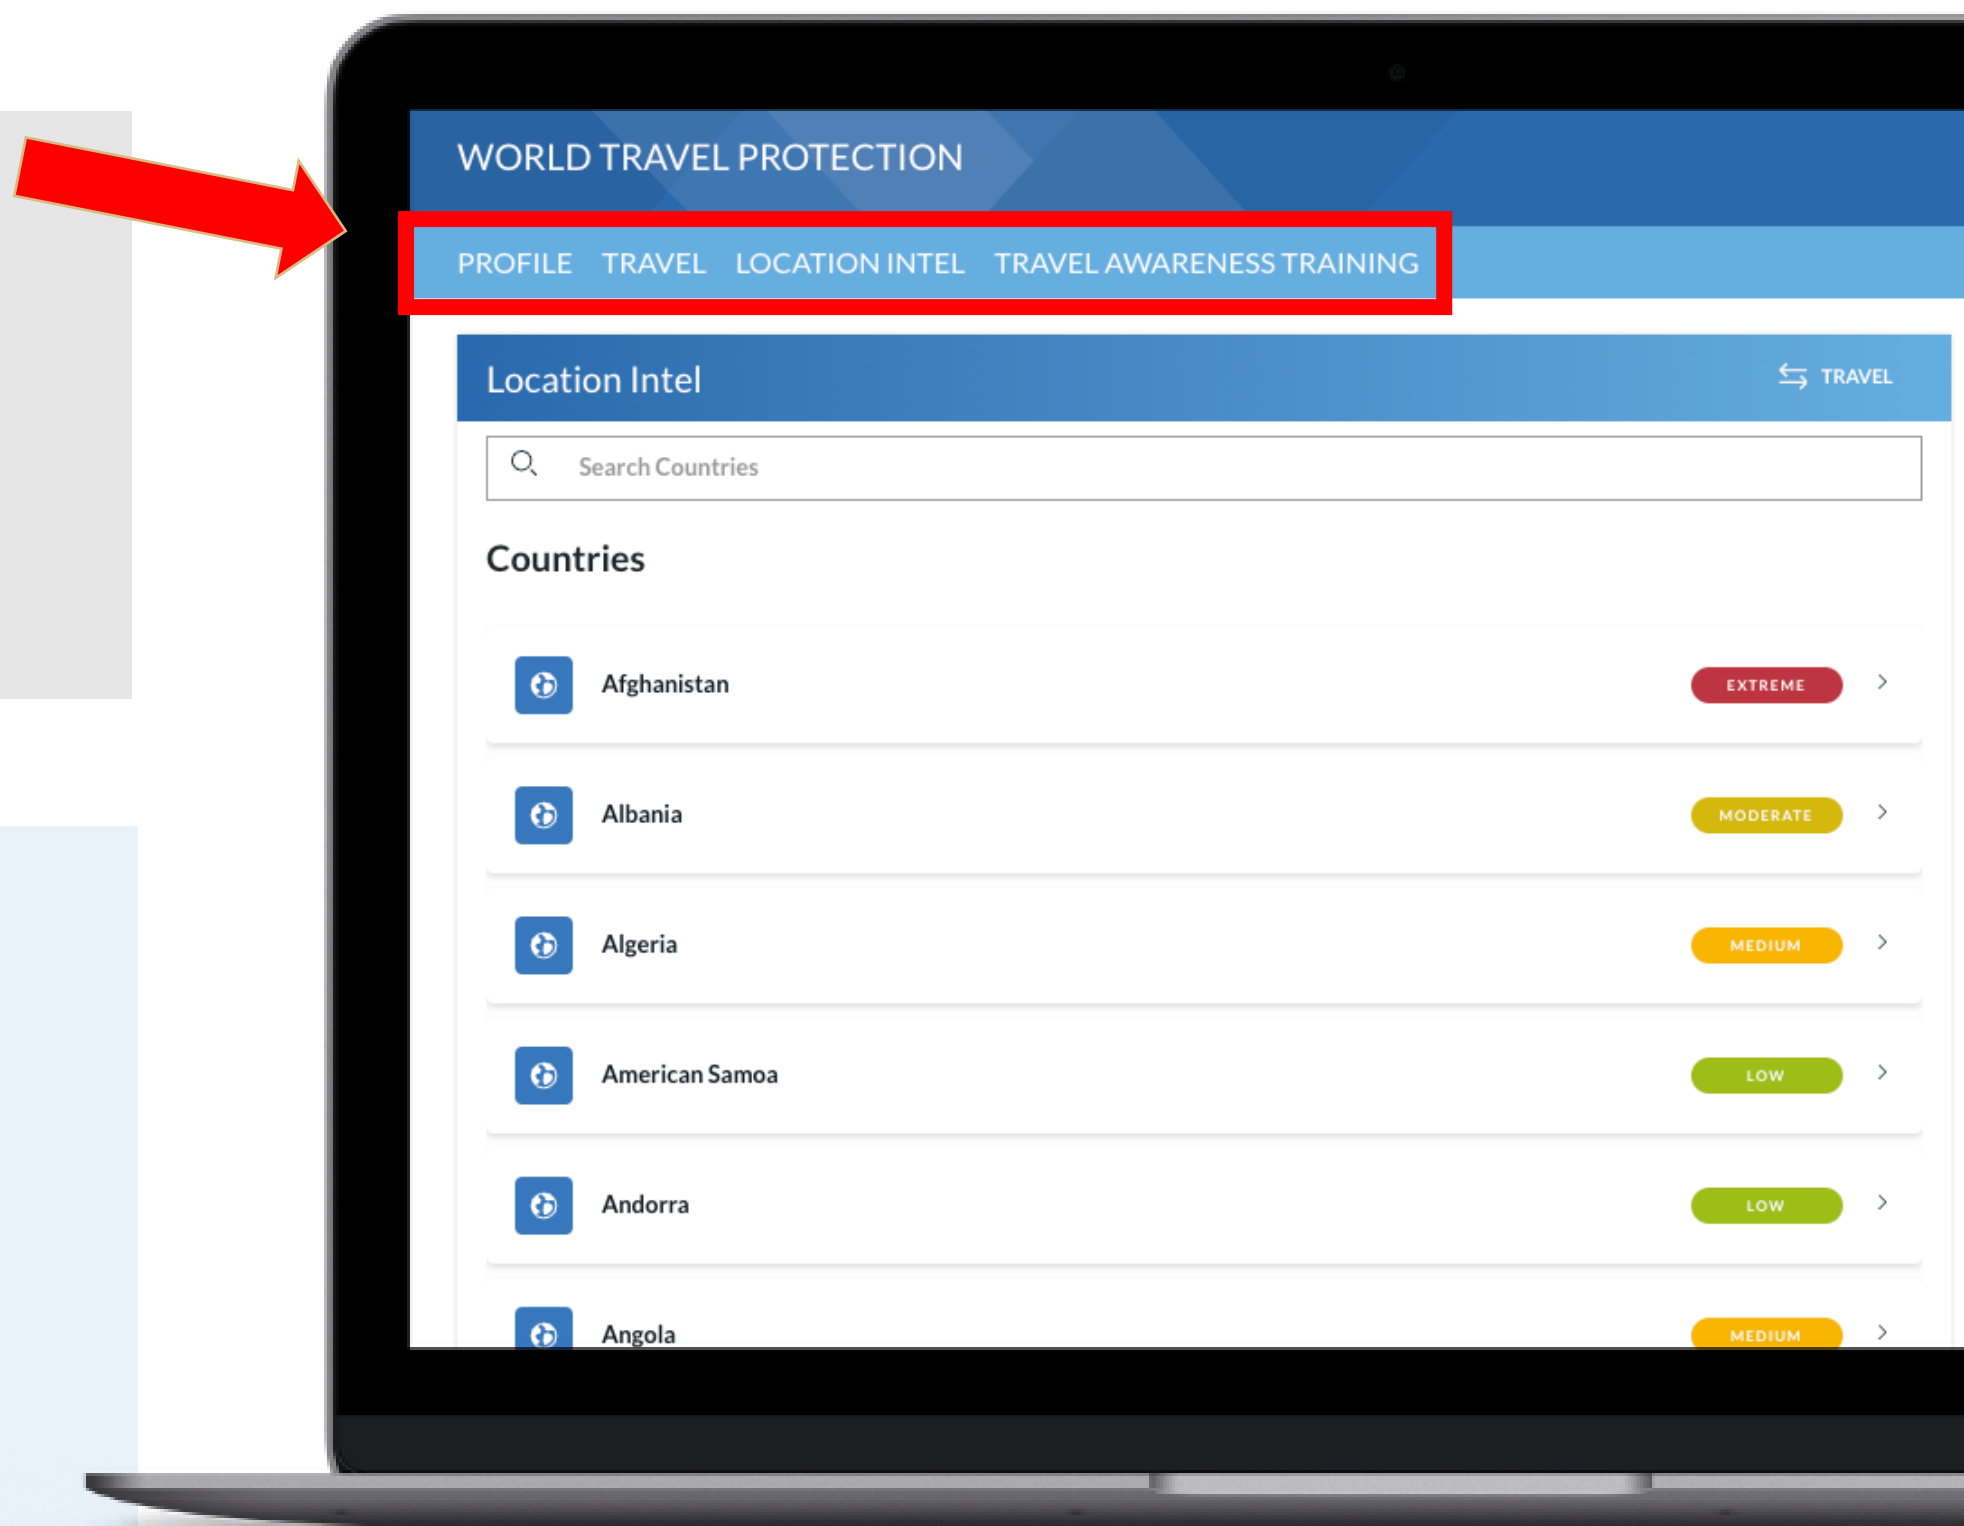 WORLD TRAVEL PROTECTION
PROFILE TRAVEL LOCATION INTEL TRAVEL AWARENESS TRAINING
Location Intel TRAVEL
Search Countries
Countries
Afghanistan EXTREME
Albania MODERATE
Algeria MEDIUM
American Samoa LOW
Andorra LOW
Angola MEDIUM